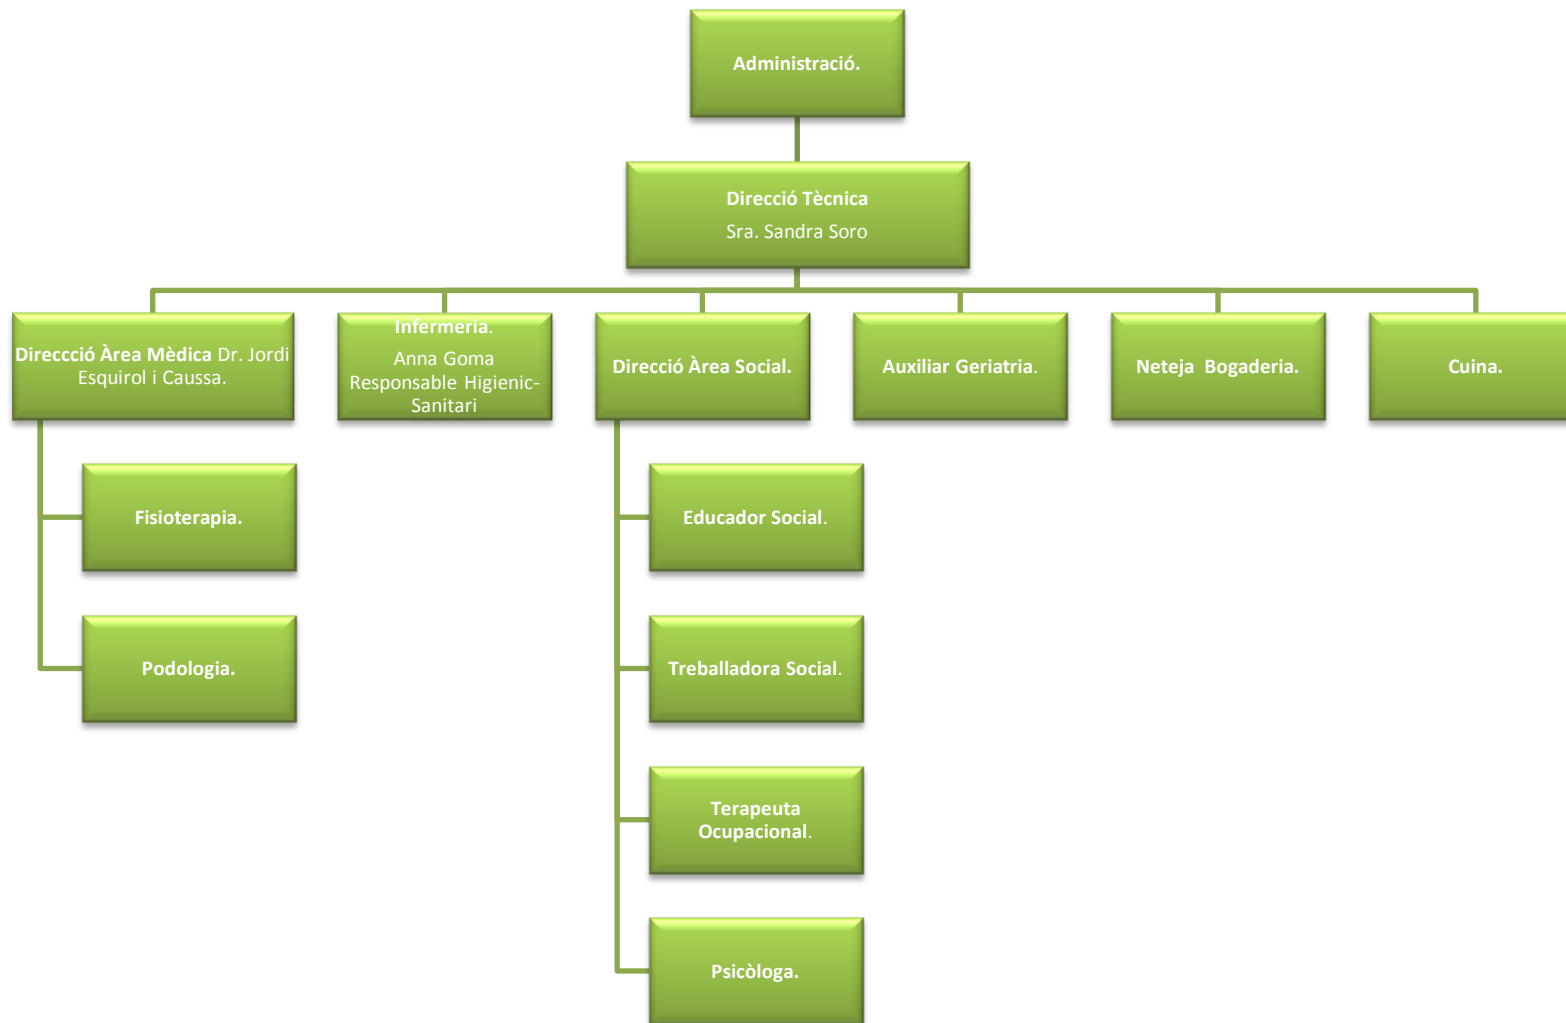 Administració.
Direcció Tècnica
Sra. Sandra Soro
Direccció Àrea Mèdica Dr. Jordi
Esquirol i Caussa.
Infermeria.
Anna Goma
Responsable Higienic-
Sanitari
Direcció Àrea Social.
Auxiliar Geriatria.
Neteja Bogaderia.
Cuina.
Fisioterapia.
Podologia.
Educador Social.
Treballadora Social.
Terapeuta
Ocupacional.
Psicòloga.